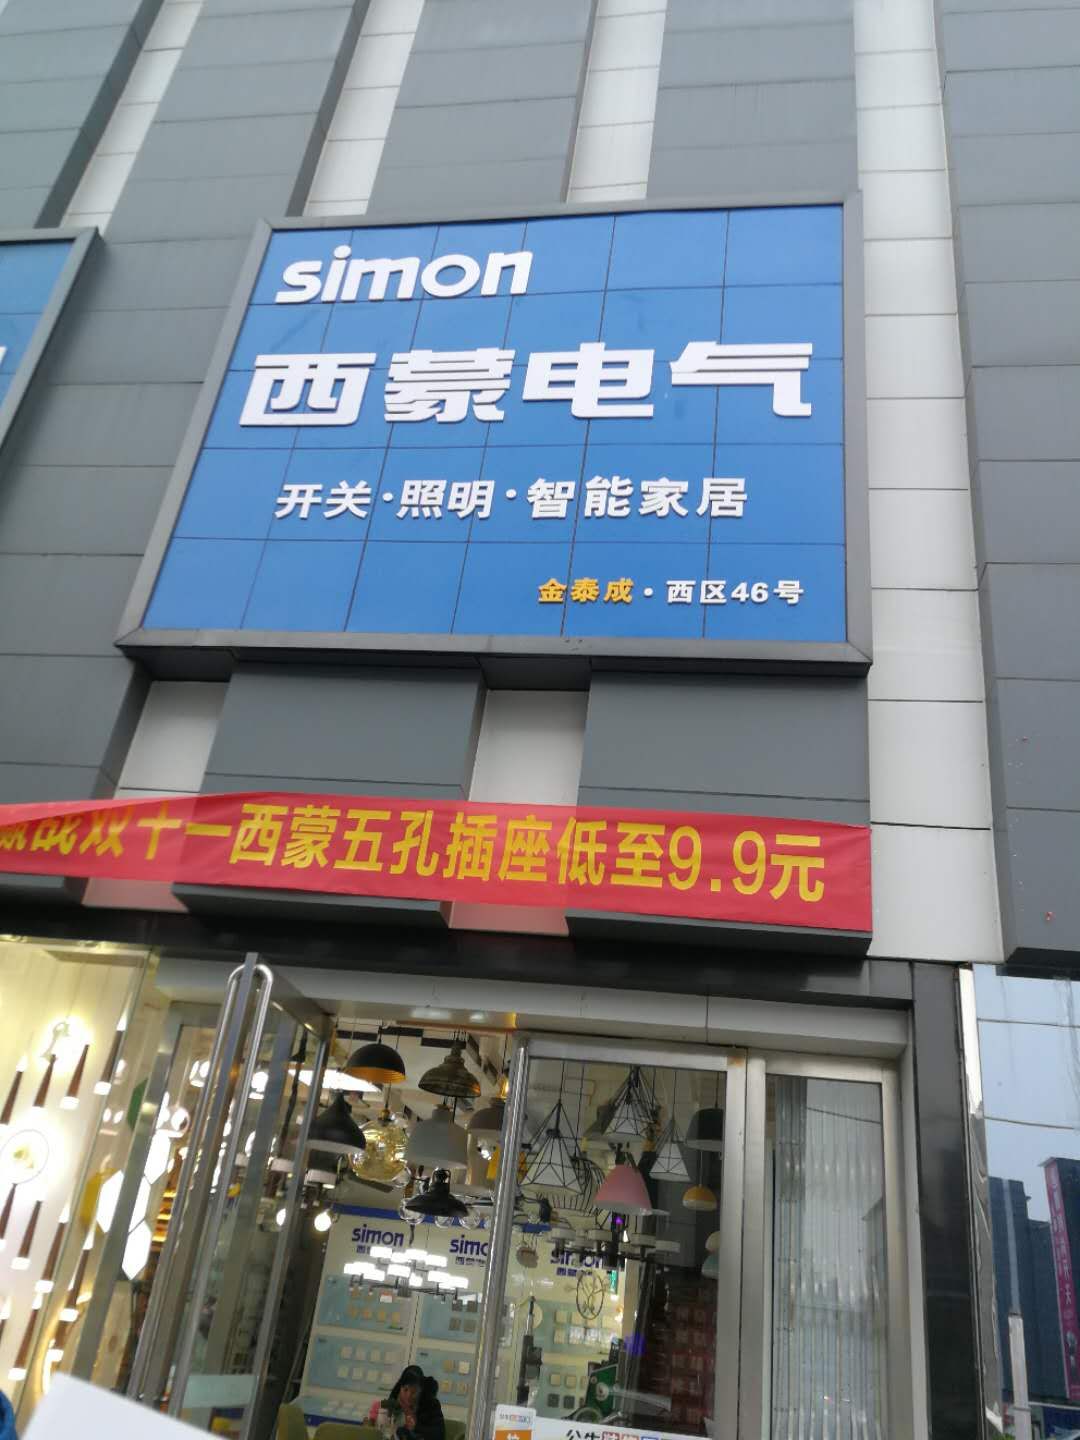 simon
西蒙电气
开关·照明·智能家居
金泰成·西区46号
战双十一西蒙五孔插座低至9.9元
simon
simon
simon